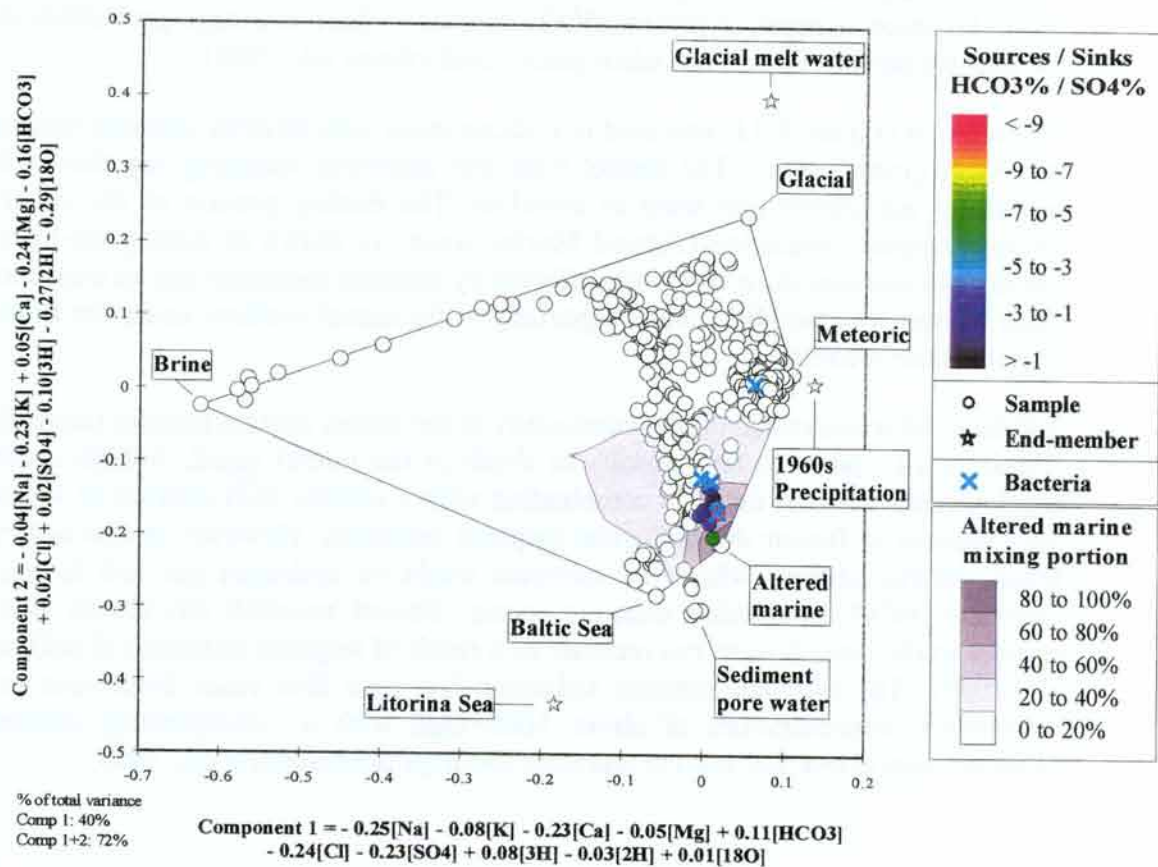 Component 2 = - 0.04[Na] - 0.23[K] + 0.05[Ca] - 0.24[Mg] - 0.16[HCO3]
+ 0.02[Cl] + 0.02[SO4] - 0.10[3H] - 0.27[2H] - 0.29[18O]
0.5
0.4
0.3
0.2
0.1
0
-0.1
-0.2
-0.3
-0.4
-0.5
-0.7
-0.6
-0.5
-0.4
-0.3
-0.2
-0.1
0
0.1
0.2
Glacial melt water
Glacial
Meteoric
Brine
1960s
Precipitation
Altered
marine
Baltic Sea
Sediment
pore water
Litorina Sea
Sources / Sinks
HCO3% / SO4%
< -9
-9 to -7
-7 to -5
-5 to -3
-3 to -1
> -1
Sample
End-member
Bacteria
Altered marine
mixing portion
80 to 100%
60 to 80%
40 to 60%
20 to 40%
0 to 20%
% of total variance
Comp 1: 40%
Comp 1+2: 72%
Component 1 = - 0.25[Na] - 0.08[K] - 0.23[Ca] - 0.05[Mg] + 0.11[HCO3]
- 0.24[Cl] - 0.23[SO4] + 0.08[3H] - 0.03[2H] + 0.01[18O]